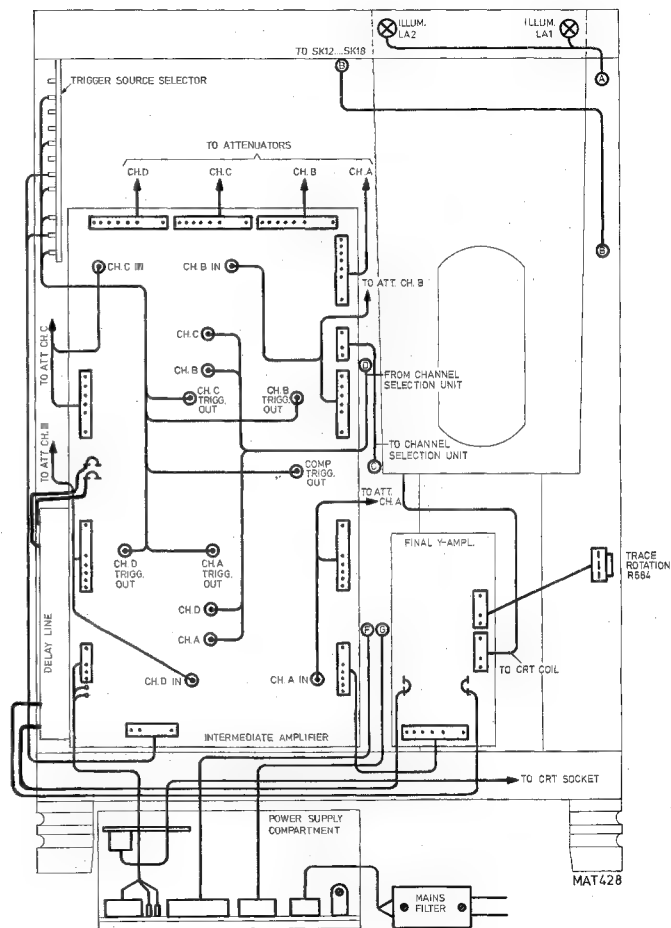 ILLUM.
LA2
ILLUM.
LA1
TO SK12....SK18
B
A
TRIGGER SOURCE SELECTOR
TO ATTENUATORS
CH.D
CH.C
CH.B
CH.A
B
CH.C IN
CH.B IN
TO ATT. CH. B
TO ATT CH.C
CH.C
CH.B
D
FROM CHANNEL
SELECTION UNIT
CH.C
TRIGG.
OUT
CH.B
TRIGG.
OUT
TO CHANNEL
SELECTION UNIT
C
TO ATT CH.
COMP
TRIGG.
OUT
TO ATT.
CH.A
FINAL Y-AMPL.
TRACE
ROTATION
R684
CH. D
TRIGG.
OUT
CH.A
TRIGG.
OUT
CH.D
CH.A
F
G
DELAY LINE
CH.D IN
CH.A IN
TO CRT COIL
INTERMEDIATE AMPLIFIER
TO CRT SOCKET
POWER SUPPLY
COMPARTMENT
MAINS
FILTER
MAT428